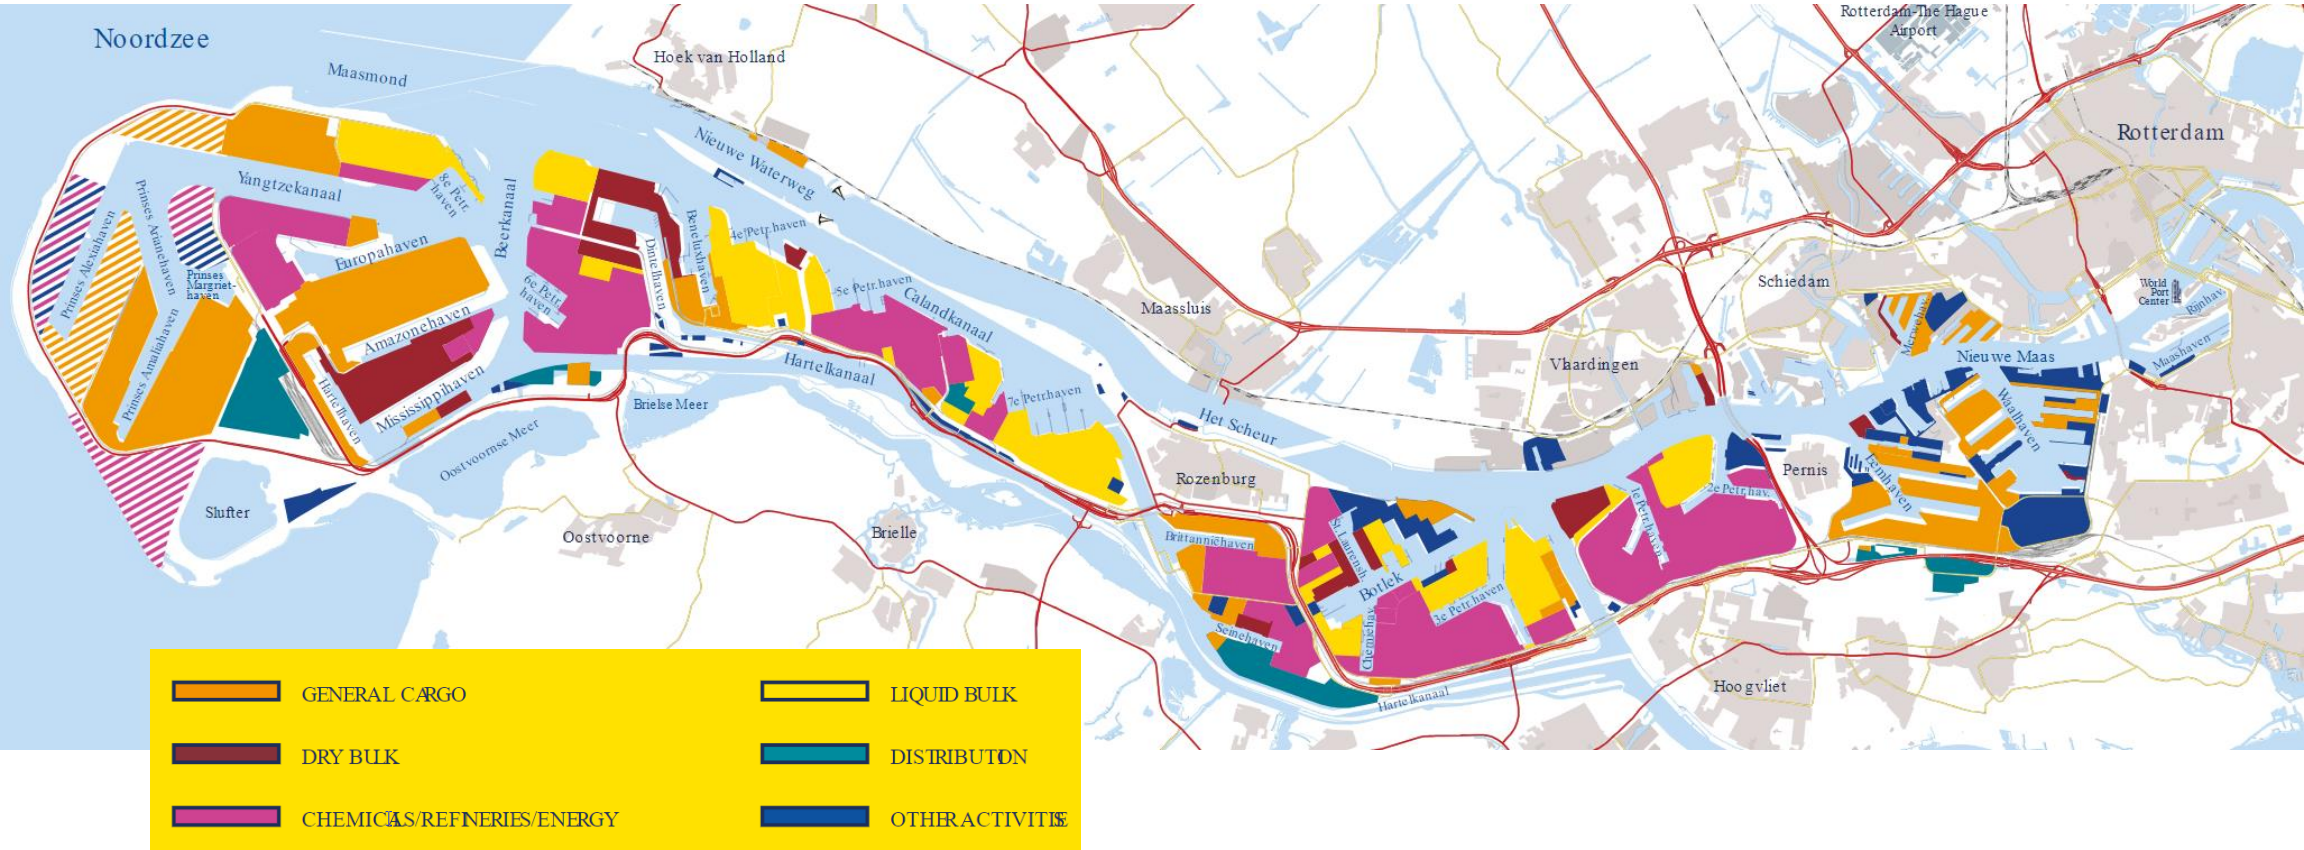 Noordzee
Maasmond
Hoek van Holland
Rotterdam-The Hague
Airport
Rotterdam
Nieuwe Waterweg
Yangtzekanaal
8e Petr.
haven
Beerkanaal
Prinses Alexiahaven
Prinses Arianehaven
Prinses
Margriet-
haven
Prinses Amaliahaven
Europahaven
Amazonehaven
Mississippihaven
Hartelhaven
6e Petr.
haven
Dintelhaven
Beneluxhaven
4e Petr.haven
5e Petr.haven
Calandkanaal
Hartelkanaal
7e Petr.haven
Brielse Meer
Oostvoornse Meer
Slufter
Oostvoorne
Brielle
Maassluis
Het Scheur
Rozenburg
Vlaardingen
Schiedam
World
Port
Center
Rijnhav.
Maashaven
Merwehav.
Nieuwe Maas
Waalhaven
Eemhaven
Pernis
1e Petr.haven
2e Petr.hav.
Brittanniëhaven
St. Laurensh.
Botlek
3e Petr.haven
Chemiehav.
Seinehaven
Hartelkanaal
Hoogvliet
GENERAL CARGO
LIQUID BULK
DRY BULK
DISTRIBUTION
CHEMICALS/REFINERIES/ENERGY
OTHER ACTIVITIES